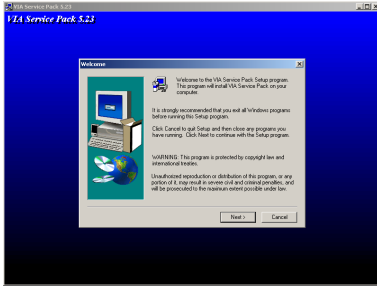 VIA Service Pack 5.23
VIA Service Pack 5.23
Welcome
Welcome to the VIA Service Pack Setup program.
This program will install VIA Service Pack on your
computer.
It is strongly recommended that you exit all Windows programs
before running this Setup program.
Click Cancel to quit Setup and then close any programs you
have running. Click Next to continue with the Setup program.
WARNING: This program is protected by copyright law and
international treaties.
Unauthorized reproduction or distribution of this program, or any
portion of it, may result in severe civil and criminal penalties, and
will be prosecuted to the maximum extent possible under law.
Next >
Cancel